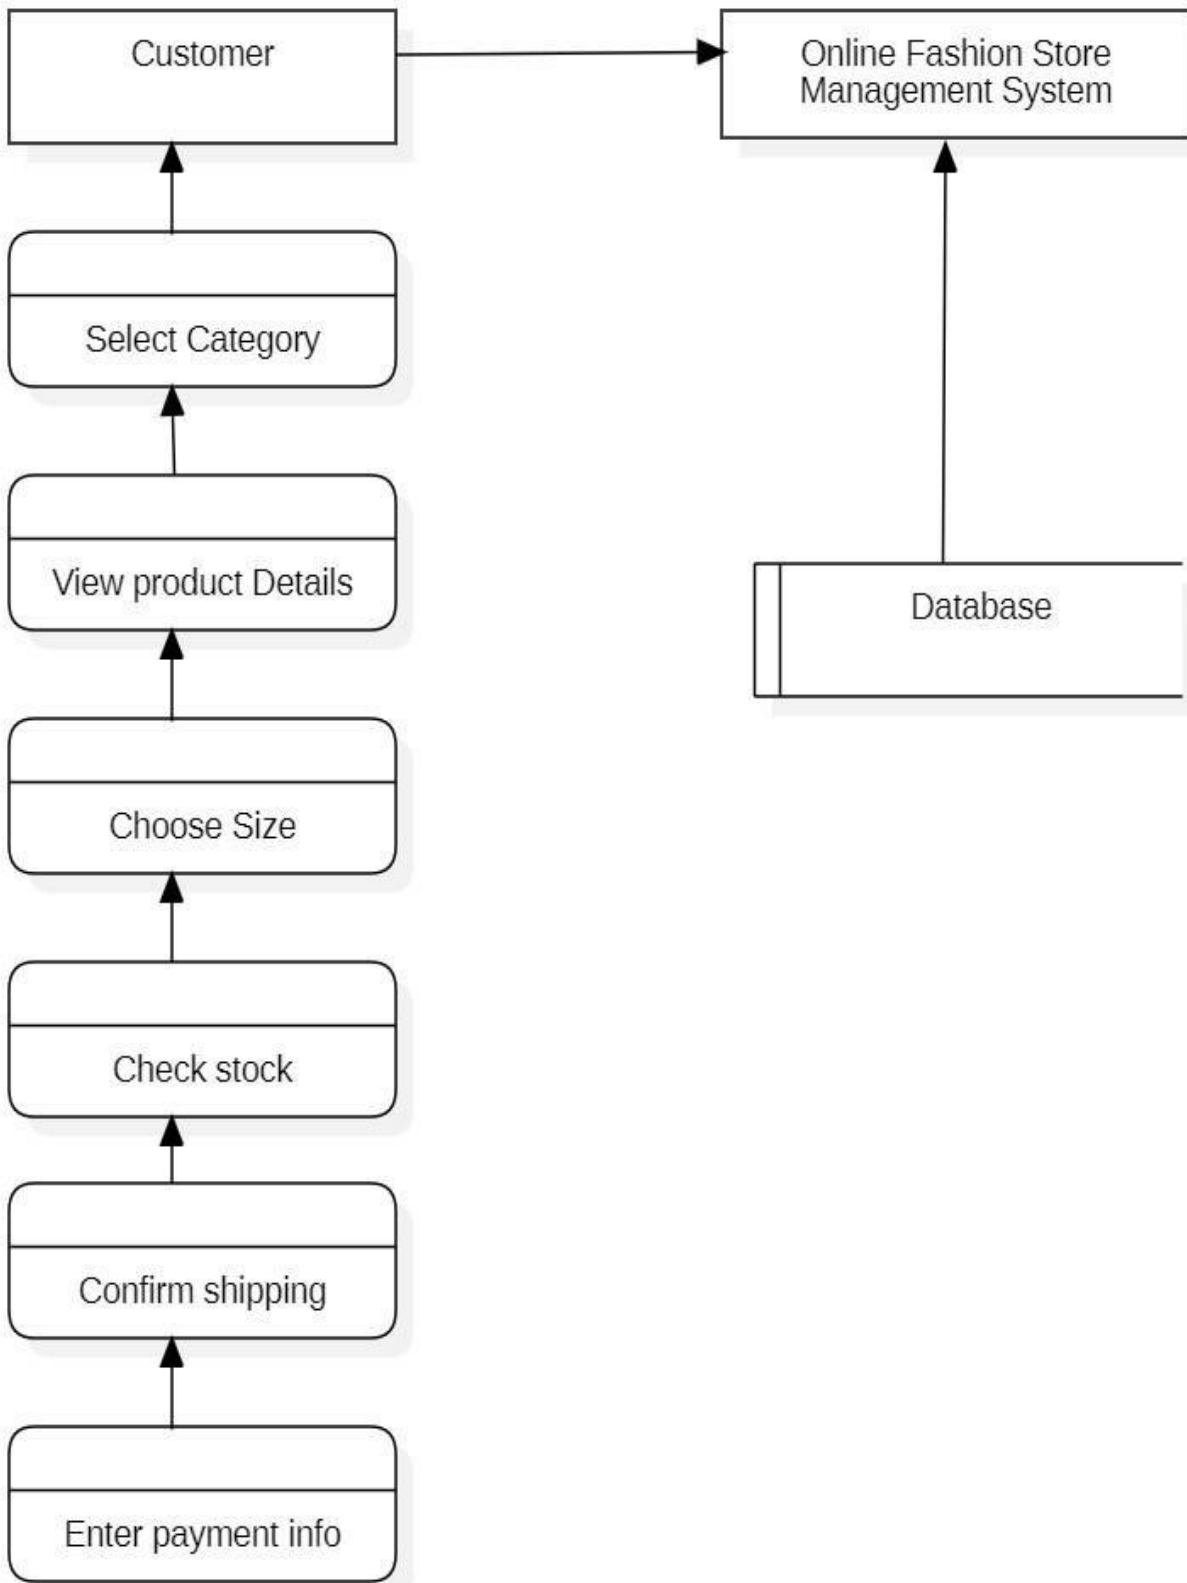 Customer
Online Fashion Store
Management System
Select Category
View product Details
Database
Choose Size
Check stock
Confirm shipping
Enter payment info